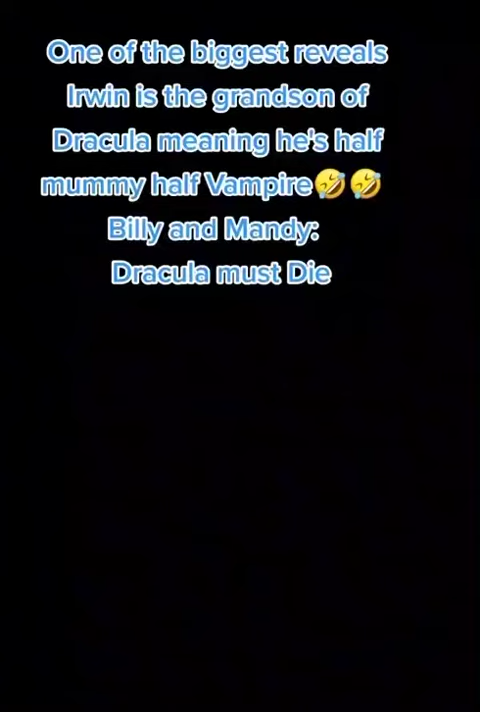 One of the biggest reveals
Irwin is the grandson of
Dracula meaning he's half
mummy half Vampire🤣🤣
Billy and Mandy:
Dracula must Die